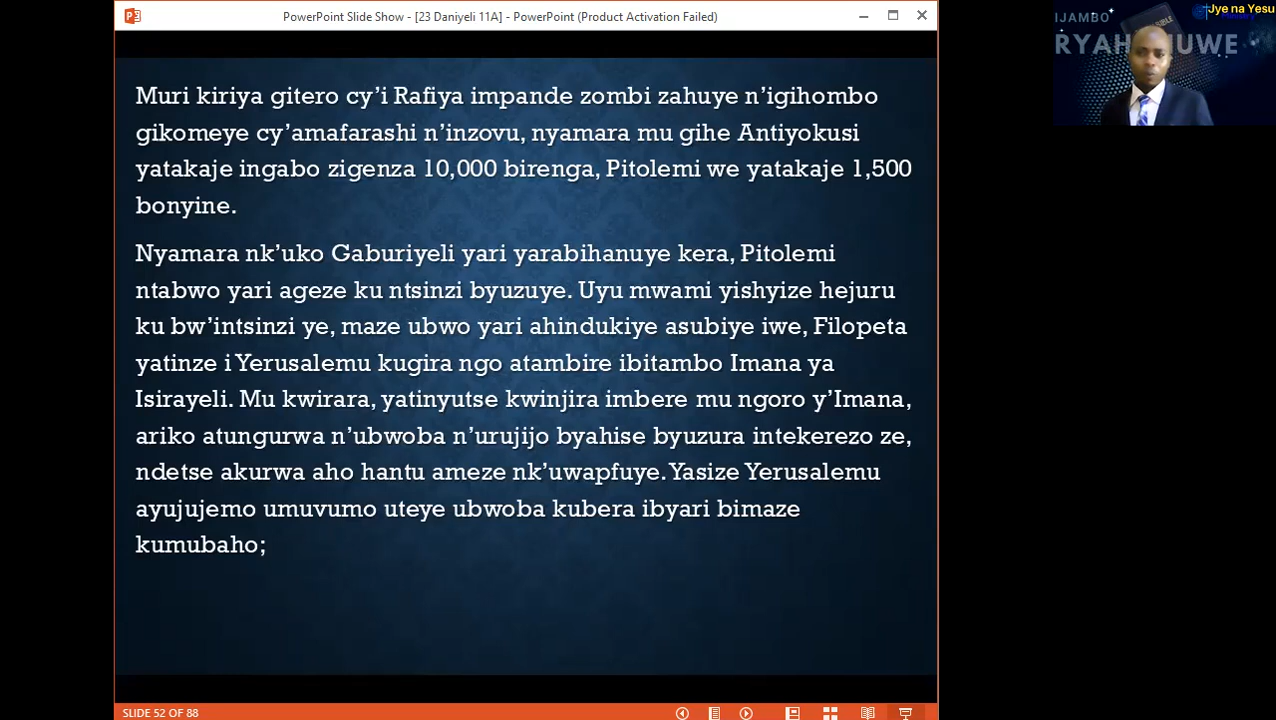 PowerPoint Slide Show - [23 Daniyeli 11A] - PowerPoint (Product Activation Failed)
Jye na Yesu
Ministry
IJAMBO
Muri kiriya gitero cy’i Rafiya impande zombi zahuye n’igihombo
gikomeye cy’amafarashi n’inzovu, nyamara mu gihe Antiyokusi
yatakaje ingabo zigenza 10,000 birenga, Pitolemi we yatakaje 1,500
bonyine.
Nyamara nk’uko Gaburiyeli yari yarabihanuye kera, Pitolemi
ntabwo yari ageze ku ntsinzi byuzuye. Uyu mwami yishyize hejuru
ku bw’intsinzi ye, maze ubwo yari ahindukiye asubiye iwe, Filopeta
yatinze i Yerusalemu kugira ngo atambire ibitambo Imana ya
Isirayeli. Mu kwirara, yatinyutse kwinjira imbere mu ngoro y’Imana,
ariko atungurwa n’ubwoba n’urujijo byahise byuzura intekerezo ze,
ndetse akurwa aho hantu ameze nk’uwapfuye. Yasize Yerusalemu
ayujujemo umuvumo uteye ubwoba kubera ibyari bimaze
kumubaho;
SLIDE 52 OF 88